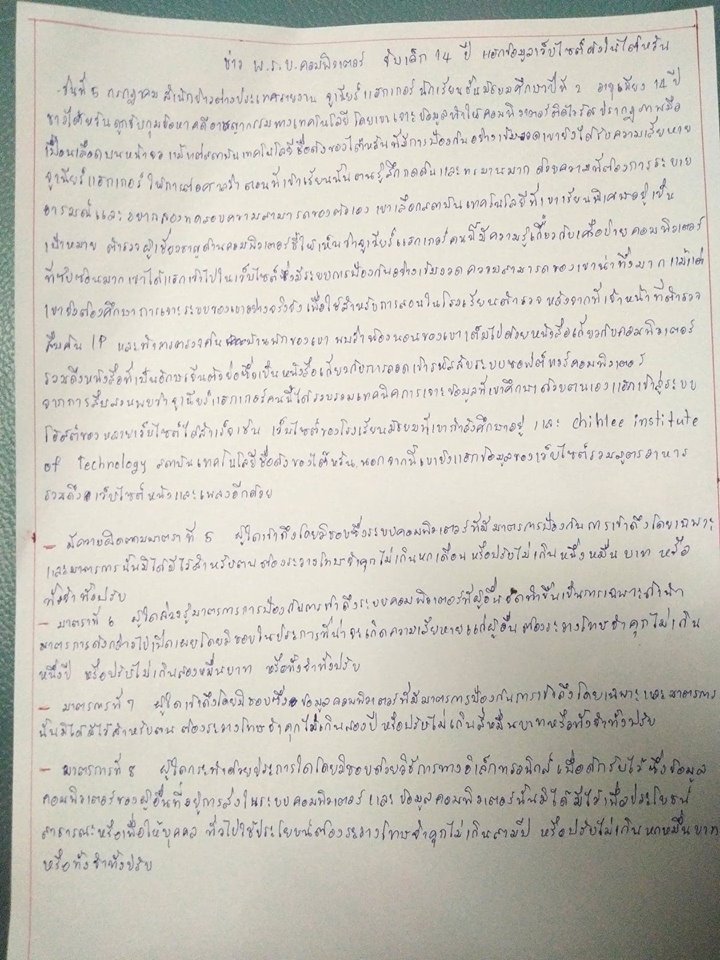 ข่าว พ.ร.บ.คอมพิวเตอร์ จับเด็ก 14 ปี แฮกข้อมูลเว็บไซต์ดังในไต้หวัน
วันที่ 5 กรกฎาคม สำนักข่าวต่างประเทศรายงาน จูเนียร์แฮกเกอร์ นักเรียนชั้นมัธยมศึกษาปีที่ 2 อายุเพียง 14 ปี
ชาวไต้หวันถูกจับกุมข้อหาคดีอาชญากรรมทางเทคโนโลยี โดยเขาเจาะข้อมูลทำให้คอมพิวเตอร์ติดไวรัสปรากฎภาพมือ
เปื้อนเลือดบนหน้าจอ แม้แต่สถาบันเทคโนโลยีชื่อดังของไต้หวันที่มีการป้องกันอย่างเข้มงวดเขายังได้รับความเสียหาย
จูเนียร์แฮกเกอร์ ให้การต่อศาลว่า ตอนที่เข้าเรียนนั้นตนรู้สึกกดดันและทรมานมาก ด้วยความที่ต้องการระบาย
อารมณ์และ อยากลองทดสอบความสามารถของตัวเอง เขาเลือกสถาบันเทคโนโลยีที่เขาเรียนพิเศษอยู่เป็น
เป้าหมาย ตำรวจผู้เชี่ยวชาญด้านคอมพิวเตอร์ชี้ให้เห็นว่าจูเนียร์แฮกเกอร์คนนี้มีความรู้เกี่ยวกับเครือข่ายคอมพิวเตอร์
ที่ซับซ้อนมาก เขาได้แฮกเข้าไปในเว็บไซต์ซึ่งมีระบบการป้องกันอย่างเข้มงวด ความสามารถของเขาน่าทึ่งมาก แม้แต่
เขายังต้องศึกษาการเจาะระบบของเขาอย่างจริงจัง เพื่อใช้สำหรับการสอนในโรงเรียนตำรวจ หลังจากที่เจ้าหน้าที่ตำรวจ
สืบค้น IP และทำการตรวจค้นบ้านพักของเขา พบว่าห้องนอนของเขาเต็มไปด้วยหนังสือเกี่ยวกับคอมพิวเตอร์
รวมถึงหนังสือที่เป็นอักษรเป็นตัวย่อซึ่งเป็นหนังสือเกี่ยวกับการถอดเข้ารหัสลับระบบซอฟต์แวร์คอมพิวเตอร์
จากการสืบสวนพบว่าจูเนียร์แฮกเกอร์คนนี้ได้รวบรวมเทคนิคการเจาะข้อมูลที่เขาศึกษาด้วยตนเอง แฮกเข้าสู่ระบบ
โฮสต์ของหลายเว็บไซต์ได้สำเร็จ เช่น เว็บไซต์ของโรงเรียนมัธยมที่เขากำลังศึกษาอยู่ และ Chihlee institute
of Technology สถาบันเทคโนโลยีชื่อดังของไต้หวัน นอกจากนี้เขายังแฮกข้อมูลของเว็บไซต์รวมสูตรอาหาร
รวมถึงเว็บไซต์หนังและเพลงอีกด้วย
- มีความผิดตามมาตราที่ 5 ผู้ใดเข้าถึงโดยมิชอบซึ่งระบบคอมพิวเตอร์ที่มีมาตรการป้องกันการเข้าถึงโดยเฉพาะ
และมาตรการนั้นมิได้มีไว้สำหรับตน ต้องระวางโทษจำคุกไม่เกินหกเดือน หรือปรับไม่เกินหนึ่งหมื่น บาท หรือ
ทั้งจำทั้งปรับ
- มาตราที่ 6 ผู้ใดล่วงรู้มาตรการการป้องกันการเข้าถึงระบบคอมพิวเตอร์ที่ผู้อื่นจัดทำขึ้นเป็นการเฉพาะถ้านำ
มาตรการดังกล่าวไปเปิดเผยโดยมิชอบในประการที่น่าจะเกิดความเสียหายแก่ผู้อื่น ต้องระวางโทษจำคุกไม่เกิน
หนึ่งปี หรือปรับไม่เกินสองหมื่นบาท หรือทั้งจำทั้งปรับ
- มาตราการที่ 7 ผู้ใดเข้าถึงโดยมิชอบซึ่งข้อมูลคอมพิวเตอร์ที่มีมาตรการป้องกันการเข้าถึงโดยเฉพาะ และมาตรการ
นั้นมิได้มีไว้สำหรับตน ต้องระวางโทษจำคุกไม่เกินสองปี หรือปรับไม่เกินสี่หมื่นบาทหรือทั้งจำทั้งปรับ
- มาตราการที่ 8 ผู้ใดกระทำด้วยประการใดโดยมิชอบด้วยวิธีการทางอิเล็กทรอนิกส์ เพื่อดักรับไว้ซึ่งข้อมูล
คอมพิวเตอร์ของผู้อื่นที่อยู่การส่งในระบบคอมพิวเตอร์ และ ข้อมูลคอมพิวเตอร์นั้นมิได้มีไว้เพื่อประโยชน์
สาธารณะหรือเพื่อให้บุคคล ทั่วไปใช้ประโยชน์ต้องระวางโทษจำคุกไม่เกินสามปี หรือปรับไม่เกินหกหมื่นบาท
หรือทั้งจำทั้งปรับ